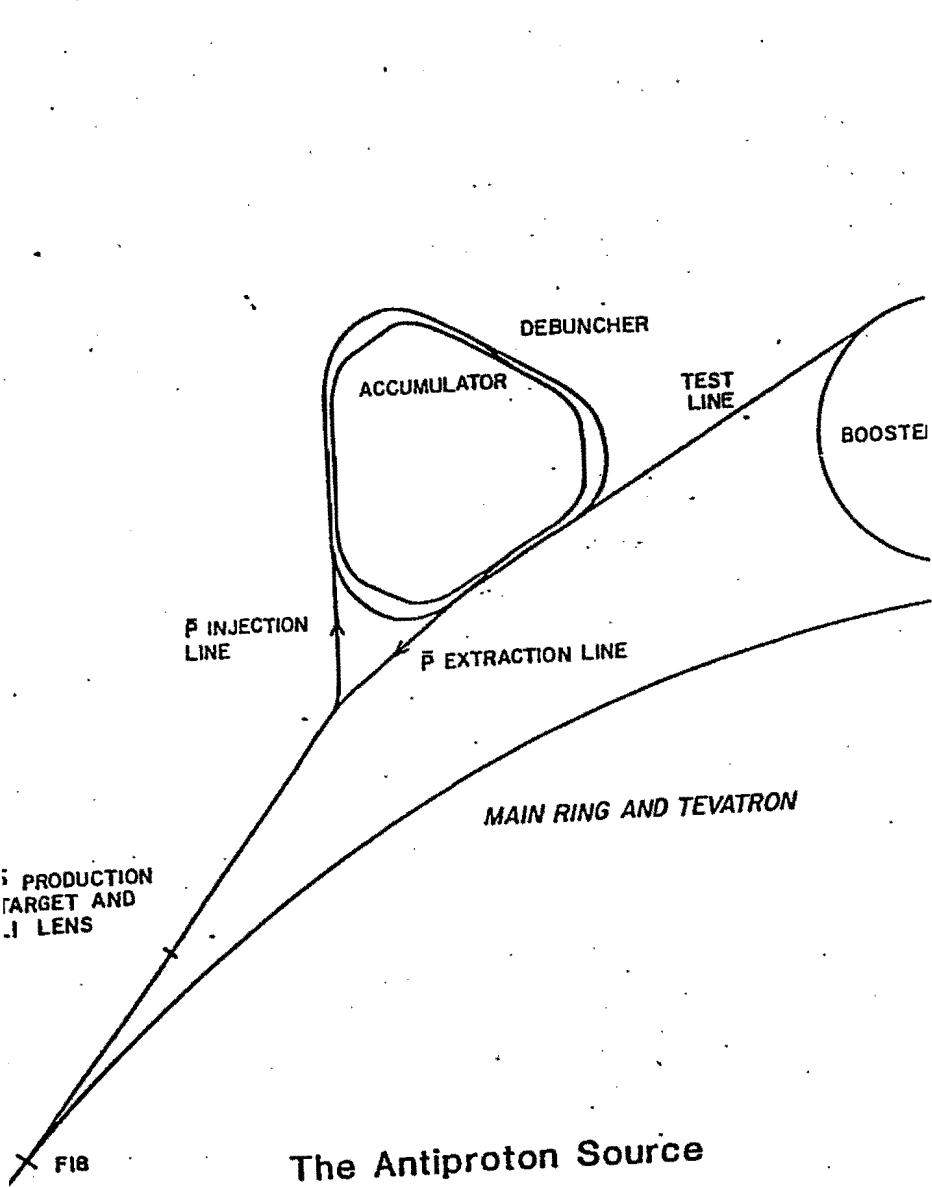 DEBUNCHER
ACCUMULATOR
TEST
LINE
BOOSTE
P̄ INJECTION
LINE
P̄ EXTRACTION LINE
MAIN RING AND TEVATRON
PRODUCTION
TARGET AND
LENS
F18
The Antiproton Source